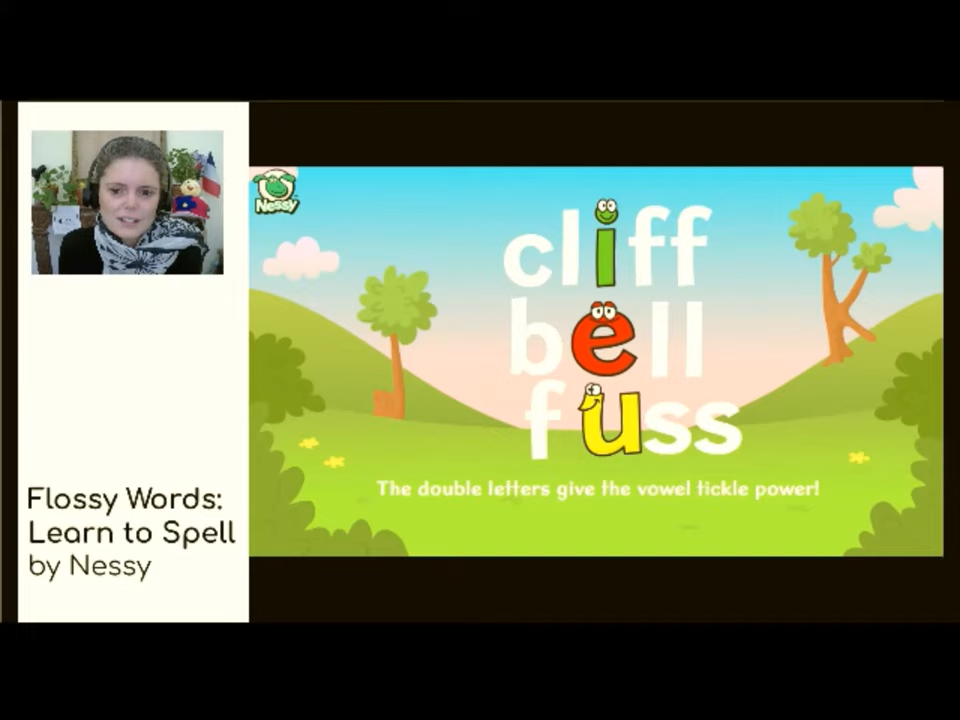 Flossy Words:
Learn to Spell
by Nessy
Nessy
cliff
bell
fuss
The double letters give the vowel tickle power!